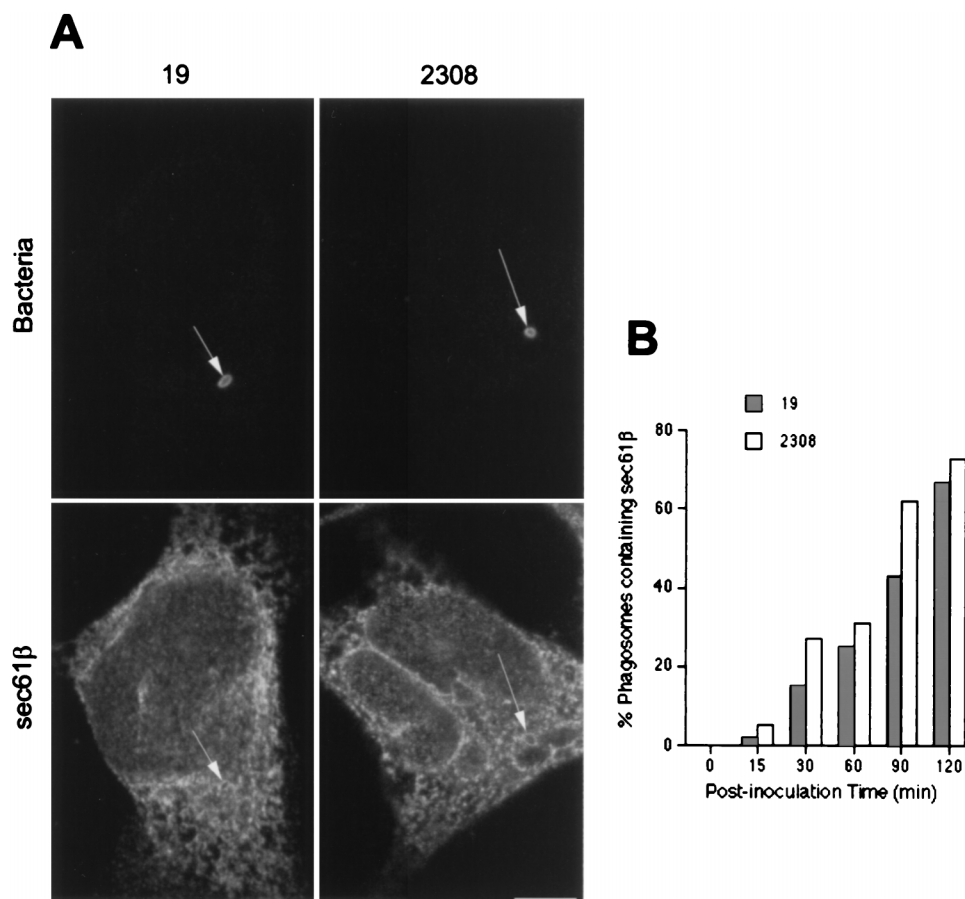 A
19
2308
Bacteria
sec61β
B
19
2308
% Phagosomes containing sec61β
80
60
40
20
0
0 15 30 60 90 120
Post-inoculation Time (min)